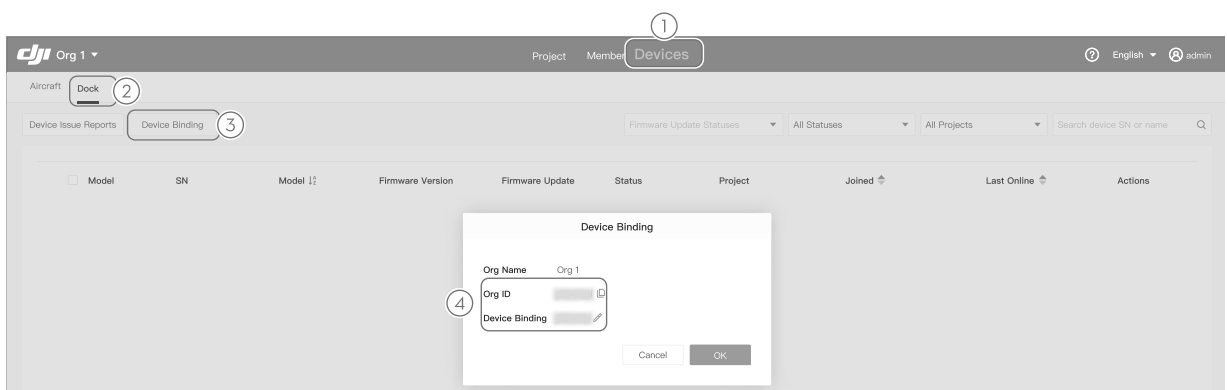 1
dji Org 1 Project Member Devices English admin
Aircraft Dock 2
Device Issue Reports Device Binding 3 Firmware Update Statuses All Statuses All Projects Search device SN or name
Model SN Model Firmware Version Firmware Update Status Project Joined Last Online Actions
Device Binding
Org Name Org 1
Org ID
4
Device Binding
Cancel OK